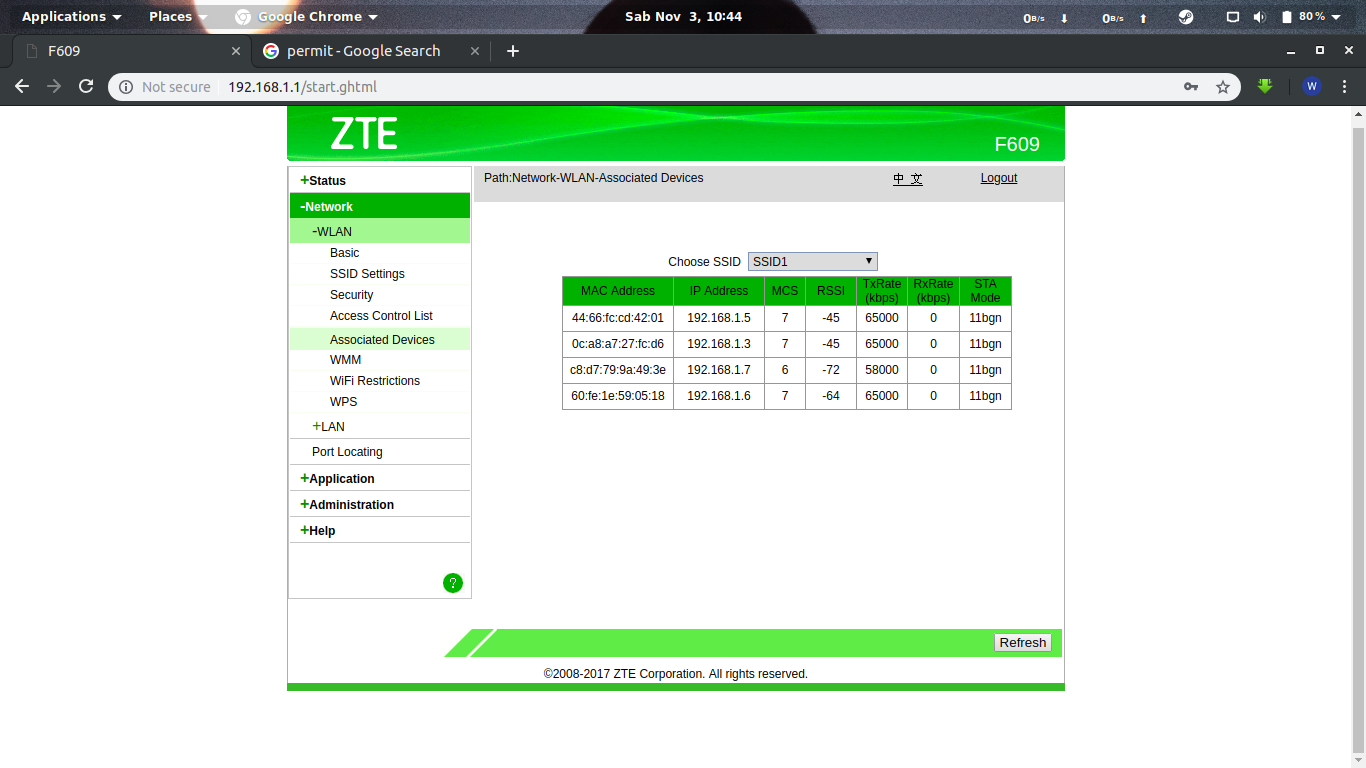 Applications Places Google Chrome Sab Nov 3, 10:44 0B/s 0B/s 80 %
F609 permit - Google Search
Not secure 192.168.1.1/start.ghtml W
ZTE
F609
Path:Network-WLAN-Associated Devices 中 文 Logout
+Status
-Network
-WLAN
Basic
SSID Settings
Security
Access Control List
Associated Devices
WMM
WiFi Restrictions
WPS
+LAN
Port Locating
+Application
+Administration
+Help
?
Choose SSID SSID1
MAC Address IP Address MCS RSSI TxRate (kbps) RxRate (kbps) STA Mode
44:66:fc:cd:42:01 192.168.1.5 7 -45 65000 0 11bgn
0c:a8:a7:27:fc:d6 192.168.1.3 7 -45 65000 0 11bgn
c8:d7:79:9a:49:3e 192.168.1.7 6 -72 58000 0 11bgn
60:fe:1e:59:05:18 192.168.1.6 7 -64 65000 0 11bgn
Refresh
©2008-2017 ZTE Corporation. All rights reserved.